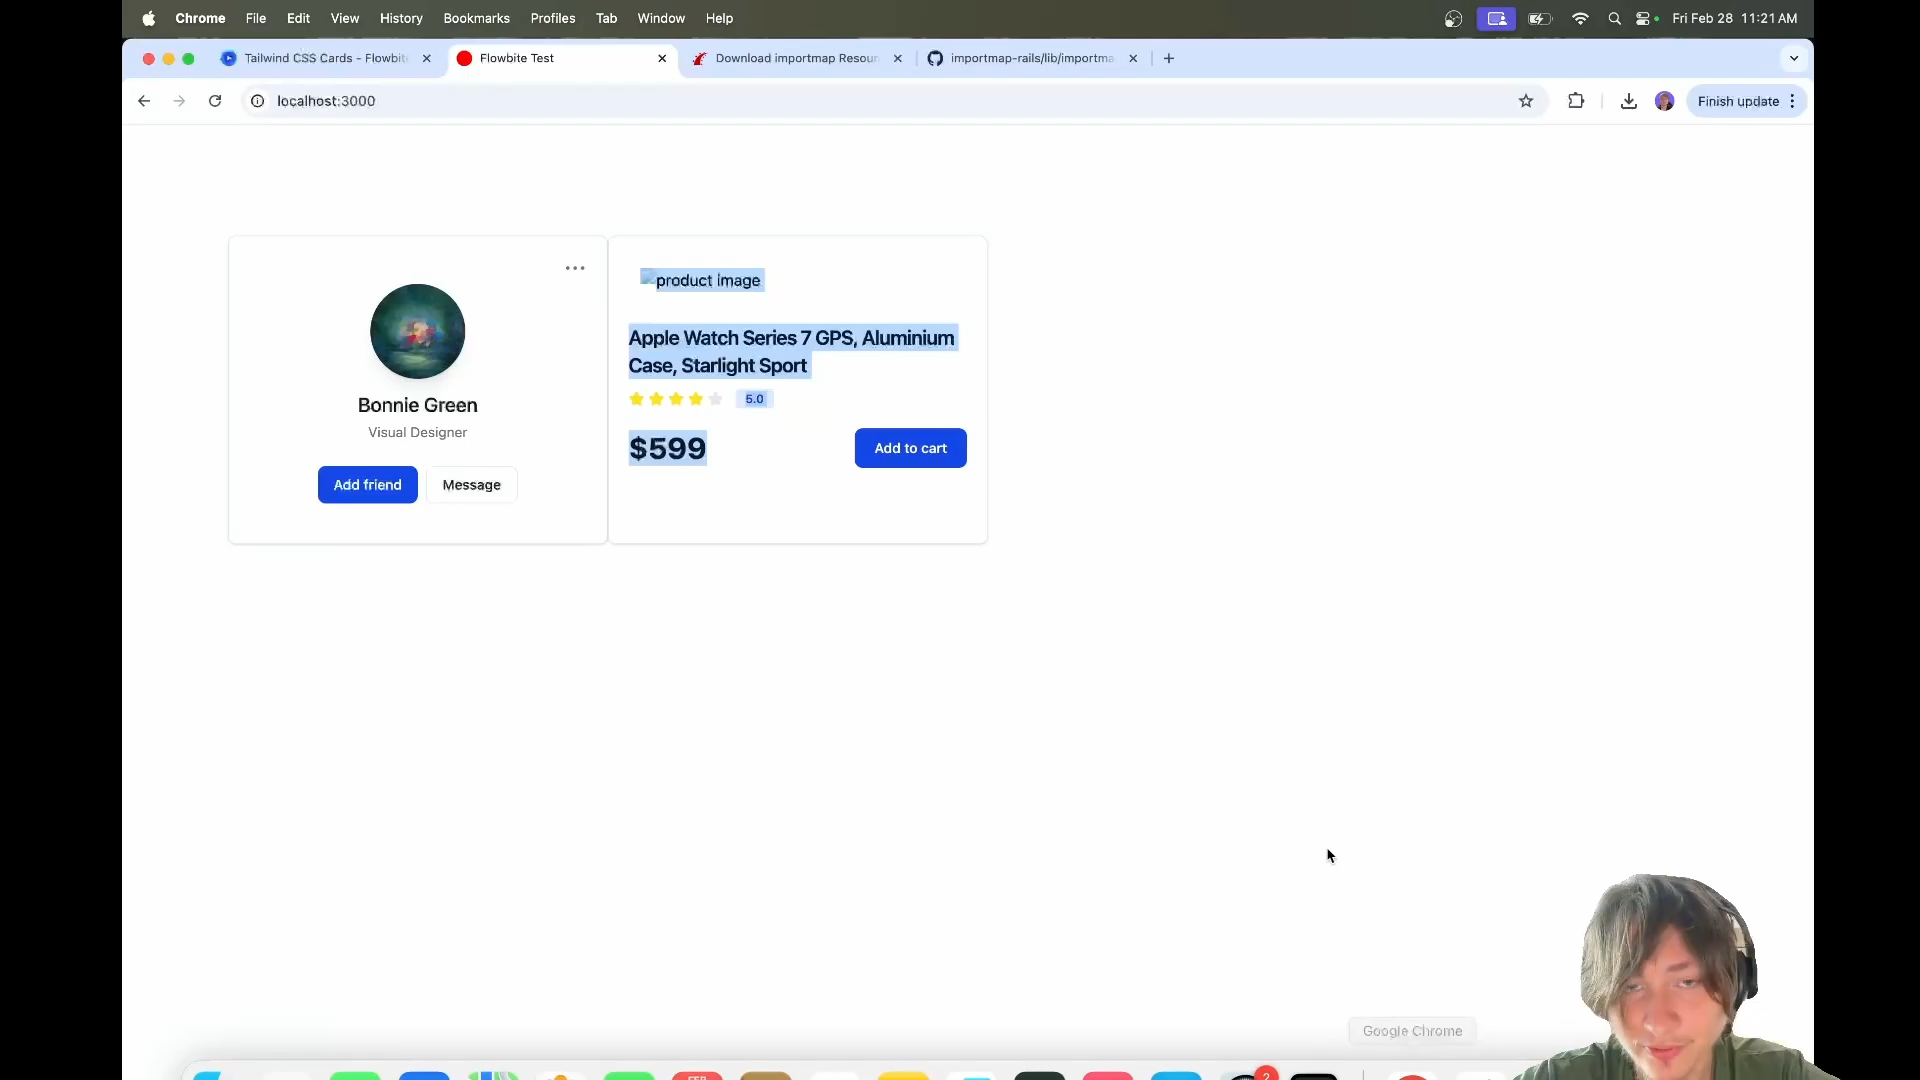 Chrome File Edit View History Bookmarks Profiles Tab Window Help Fri Feb 28 11:21 AM
Tailwind CSS Cards - Flowbite Flowbite Test Download importmap Resour importmap-rails/lib/importma
localhost:3000 Finish update
product image
Apple Watch Series 7 GPS, Aluminium
Case, Starlight Sport
5.0
$599 Add to cart
Bonnie Green
Visual Designer
Add friend Message
Google Chrome
FEB
2